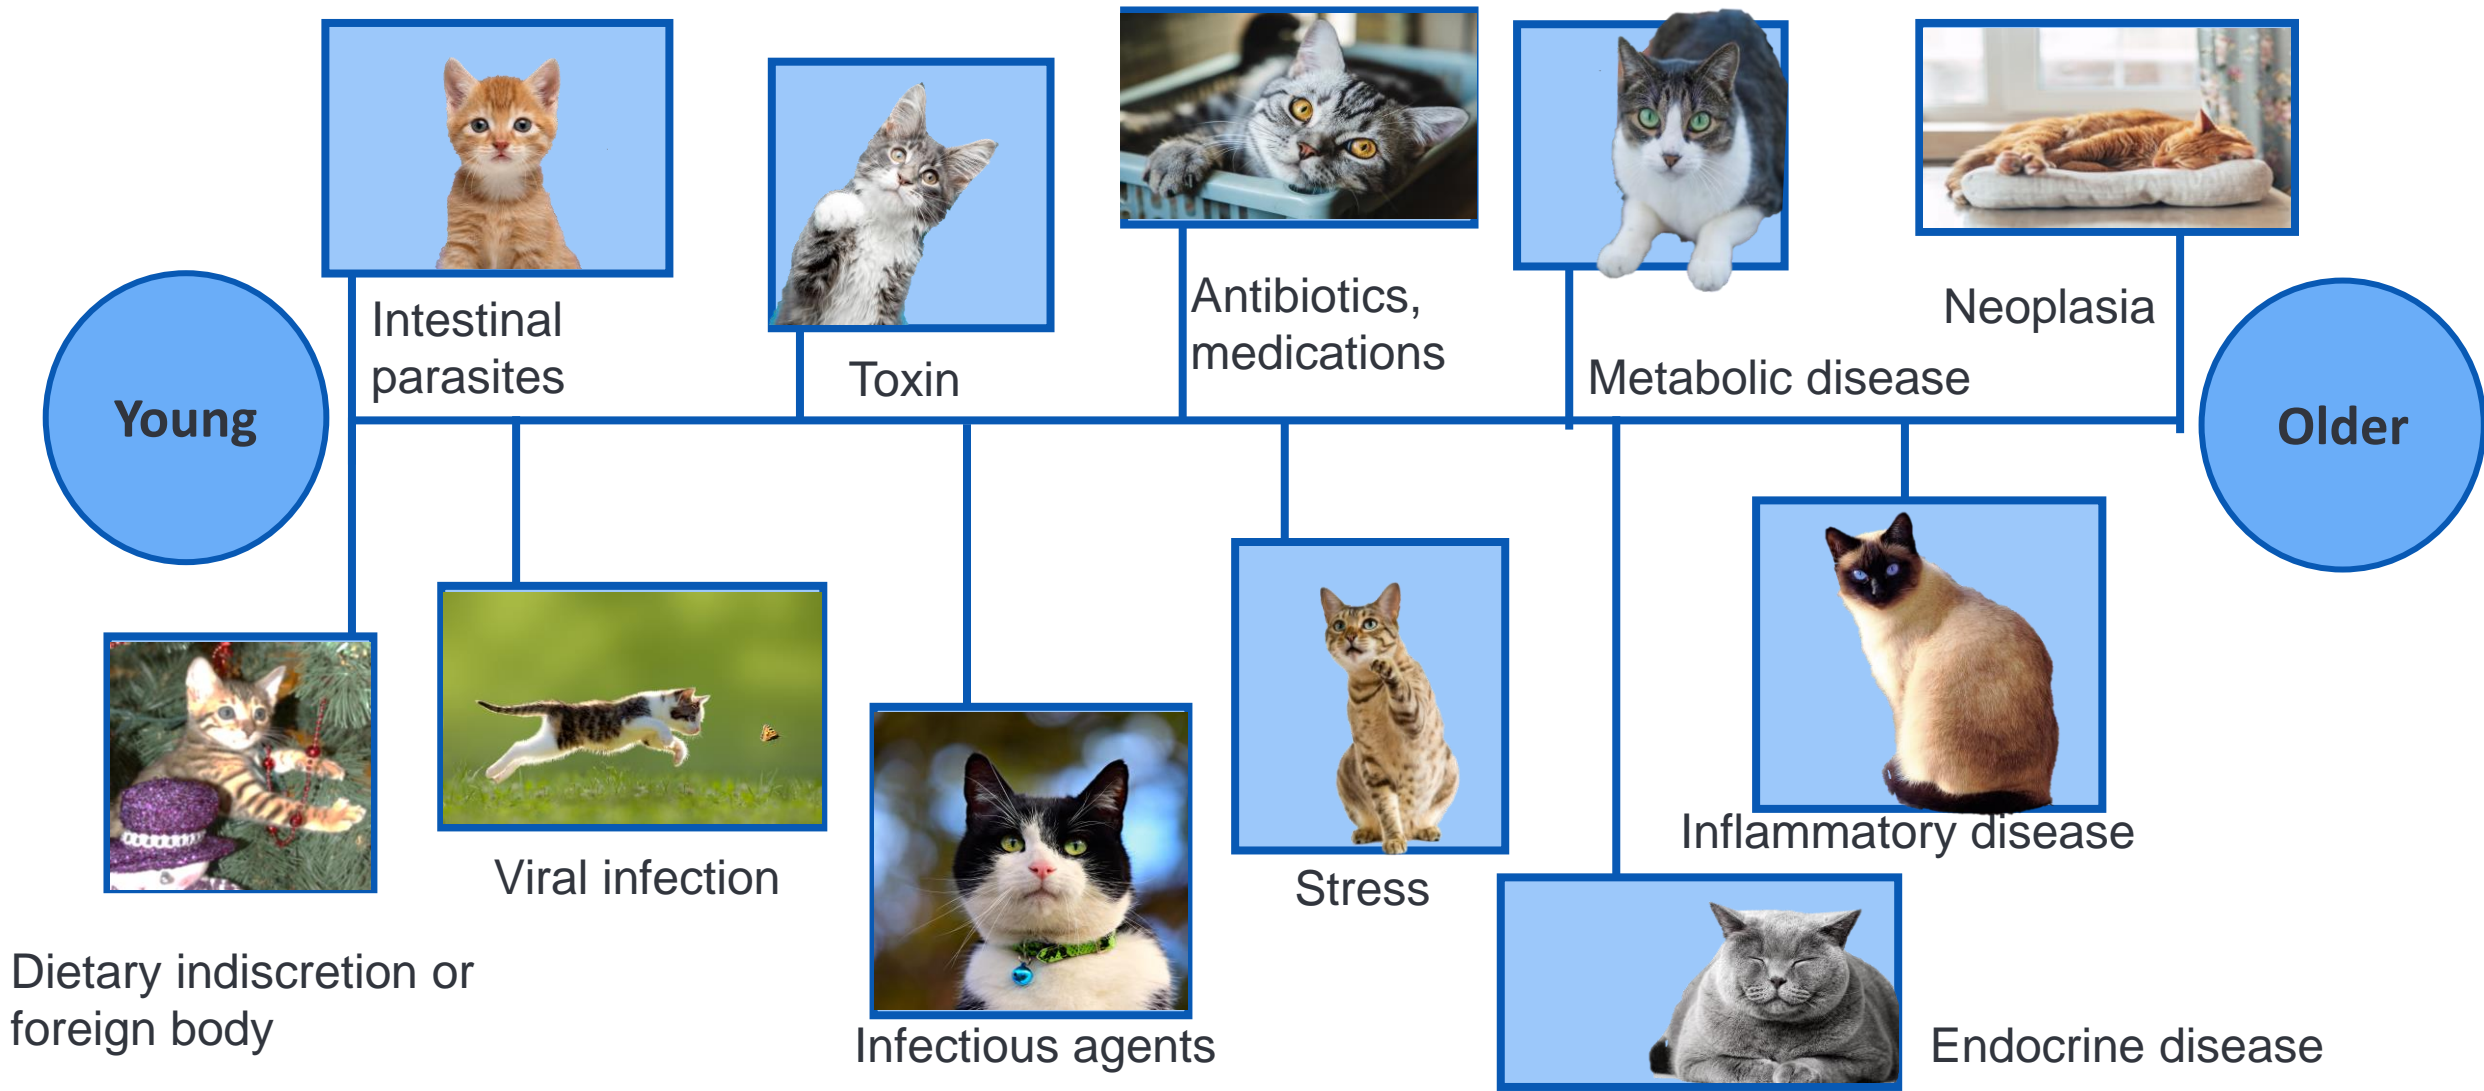 Intestinal
parasites
Toxin
Antibiotics,
medications
Metabolic disease
Neoplasia
Young
Older
Dietary indiscretion or
foreign body
Viral infection
Infectious agents
Stress
Inflammatory disease
Endocrine disease